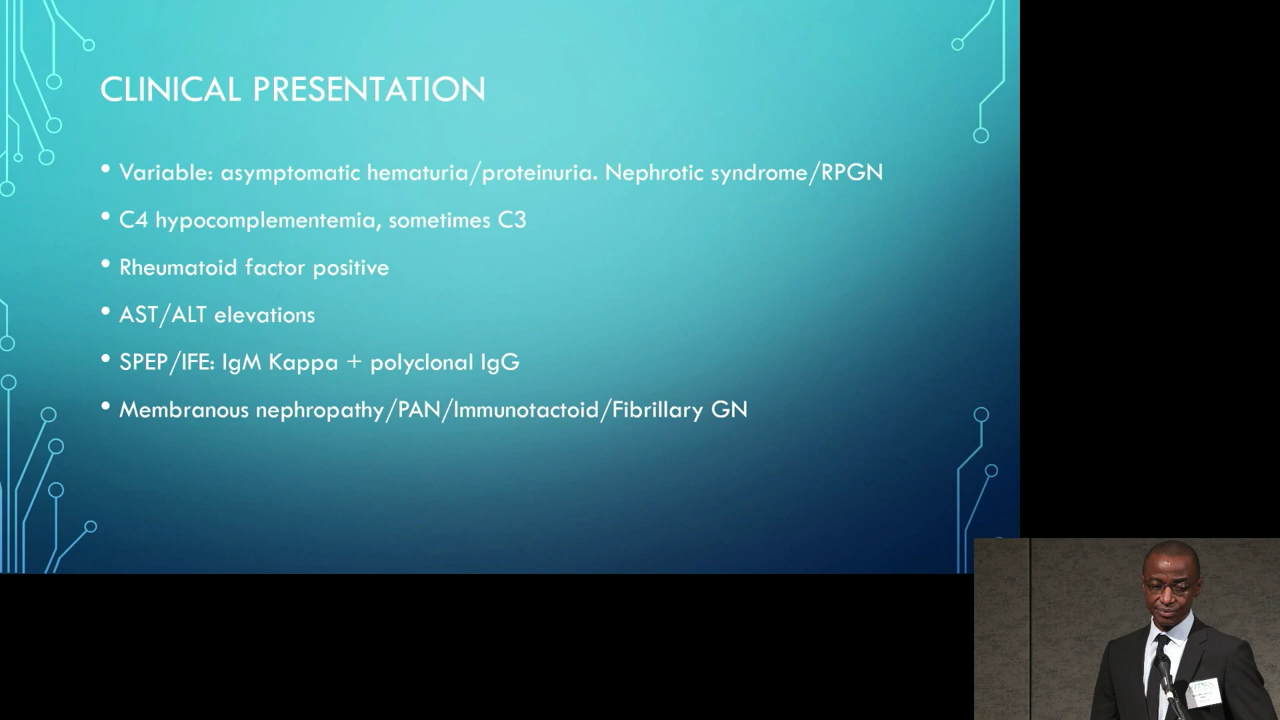 CLINICAL PRESENTATION
• Variable: asymptomatic hematuria/proteinuria. Nephrotic syndrome/RPGN
• C4 hypocomplementemia, sometimes C3
• Rheumatoid factor positive
• AST/ALT elevations
• SPEP/IFE: IgM Kappa + polyclonal IgG
• Membranous nephropathy/PAN/Immunotactoid/Fibrillary GN